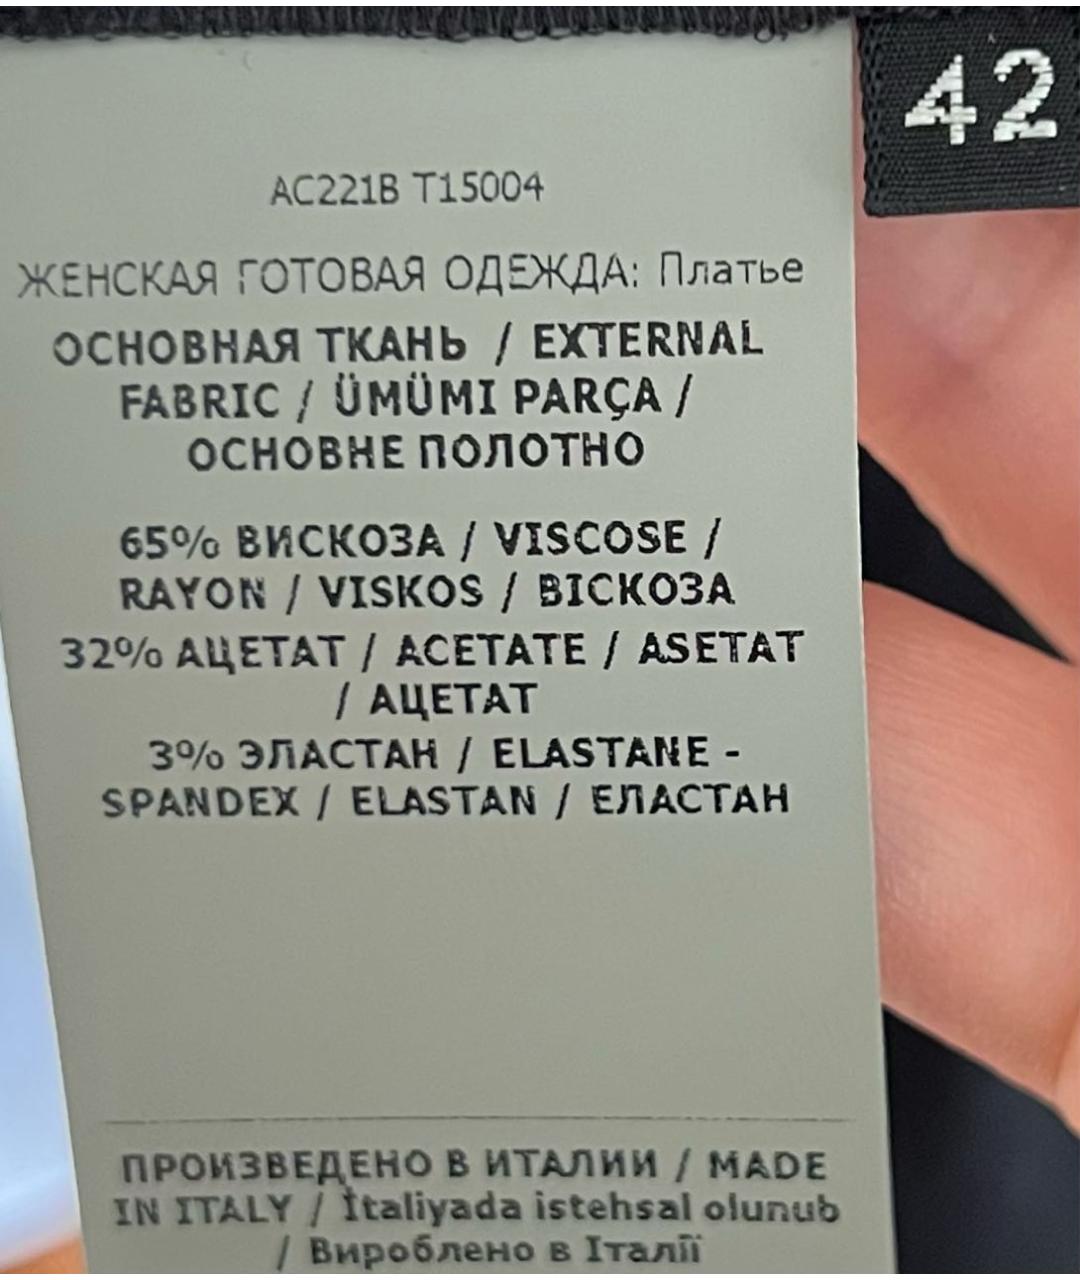 42
AC221B T15004
ЖЕНСКАЯ ГОТОВАЯ ОДЕЖДА: Платье
ОСНОВНАЯ ТКАНЬ / EXTERNAL
FABRIC / ÜMÜMI PARÇA /
ОСНОВНЕ ПОЛОТНО
65% ВИСКОЗА / VISCOSE /
RAYON / VISKOS / ВІСКОЗА
32% АЦЕТАТ / ACETATE / ASETAT
/ АЦЕТАТ
3% ЭЛАСТАН / ELASTANE -
SPANDEX / ELASTAN / ЕЛАСТАН
ПРОИЗВЕДЕНО В ИТАЛИИ / MADE
IN ITALY / İtaliyada istehsal olunub
/ Вироблено в Італії